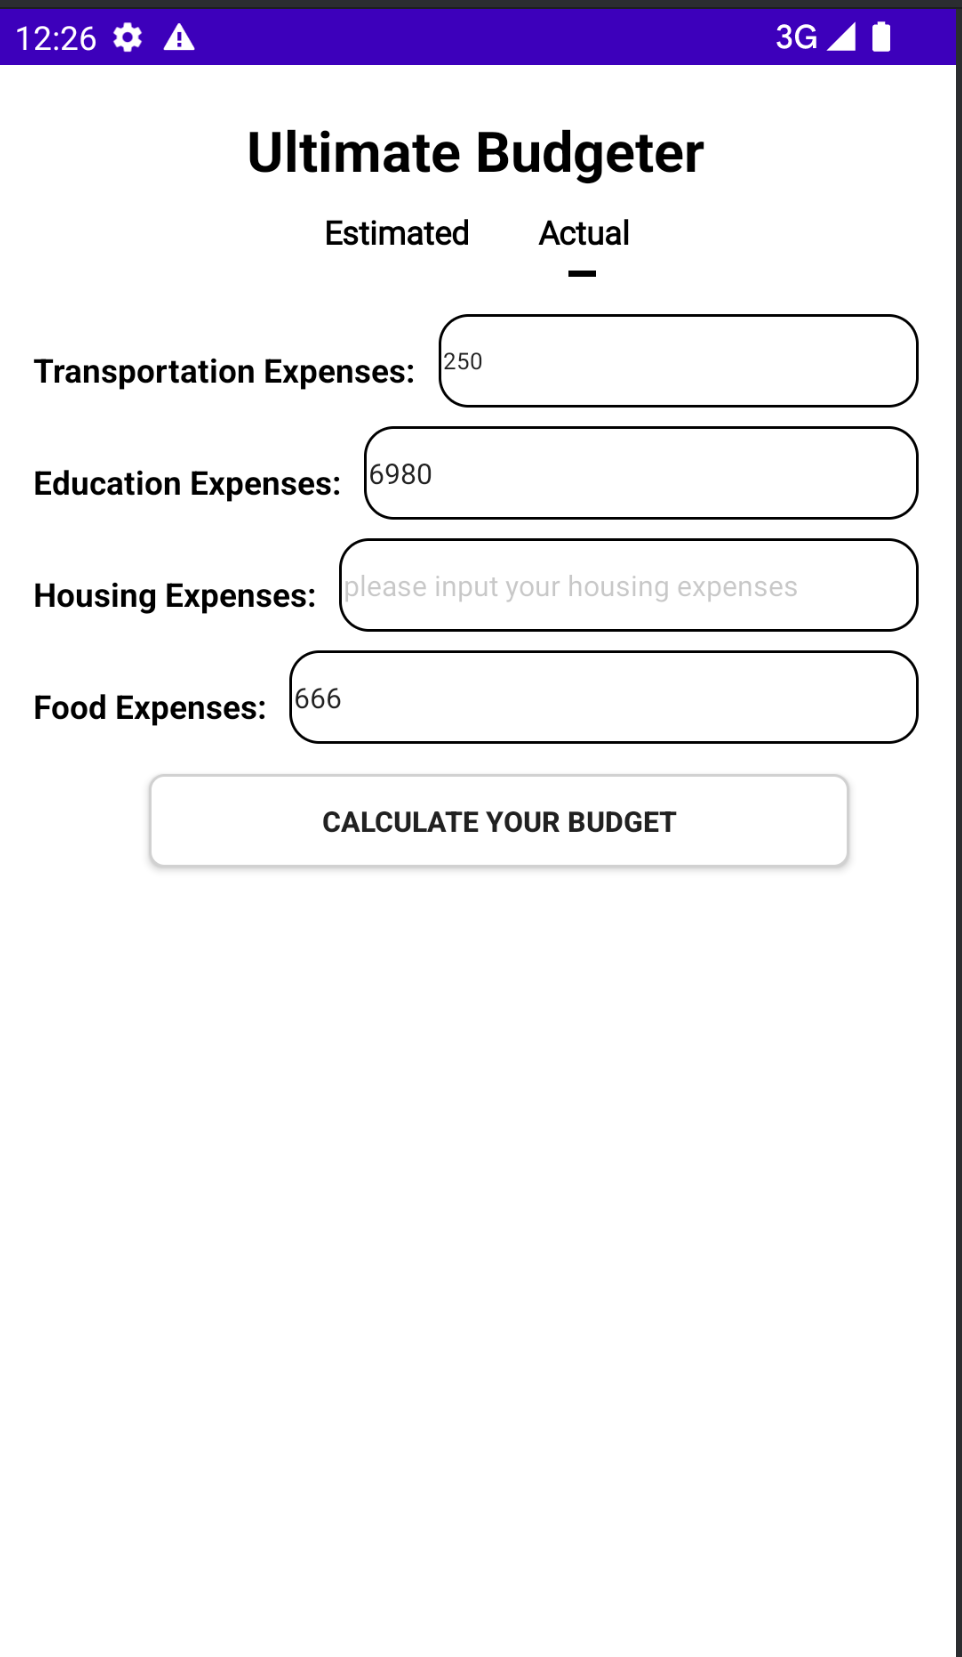 12:26 3G
Ultimate Budgeter
Estimated Actual
Transportation Expenses: 250
Education Expenses: 6980
Housing Expenses: please input your housing expenses
Food Expenses: 666
CALCULATE YOUR BUDGET